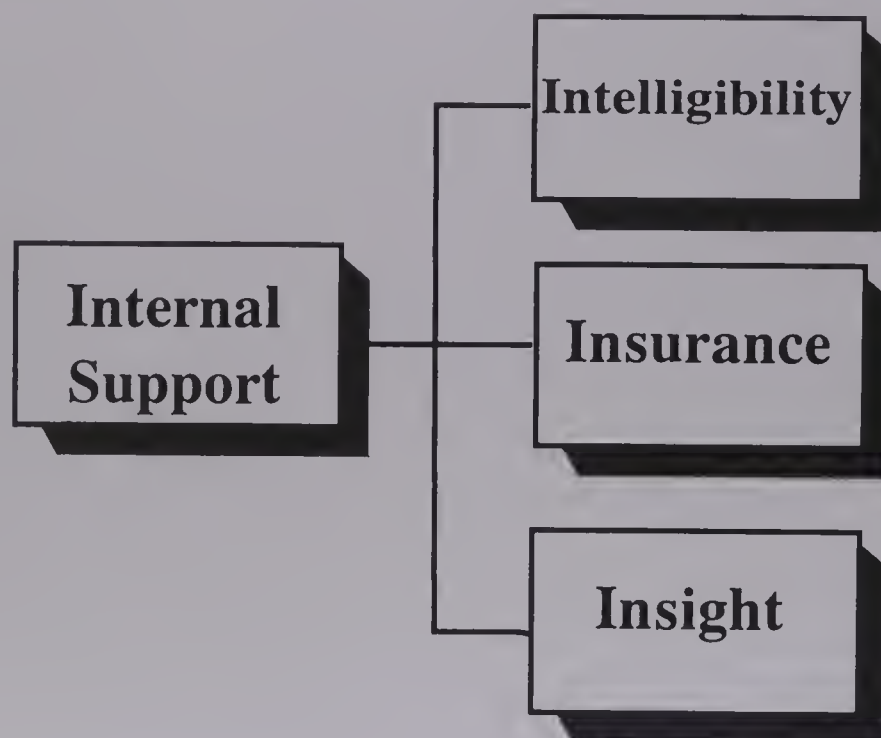 Intelligibility
Internal
Support
Insurance
Insight